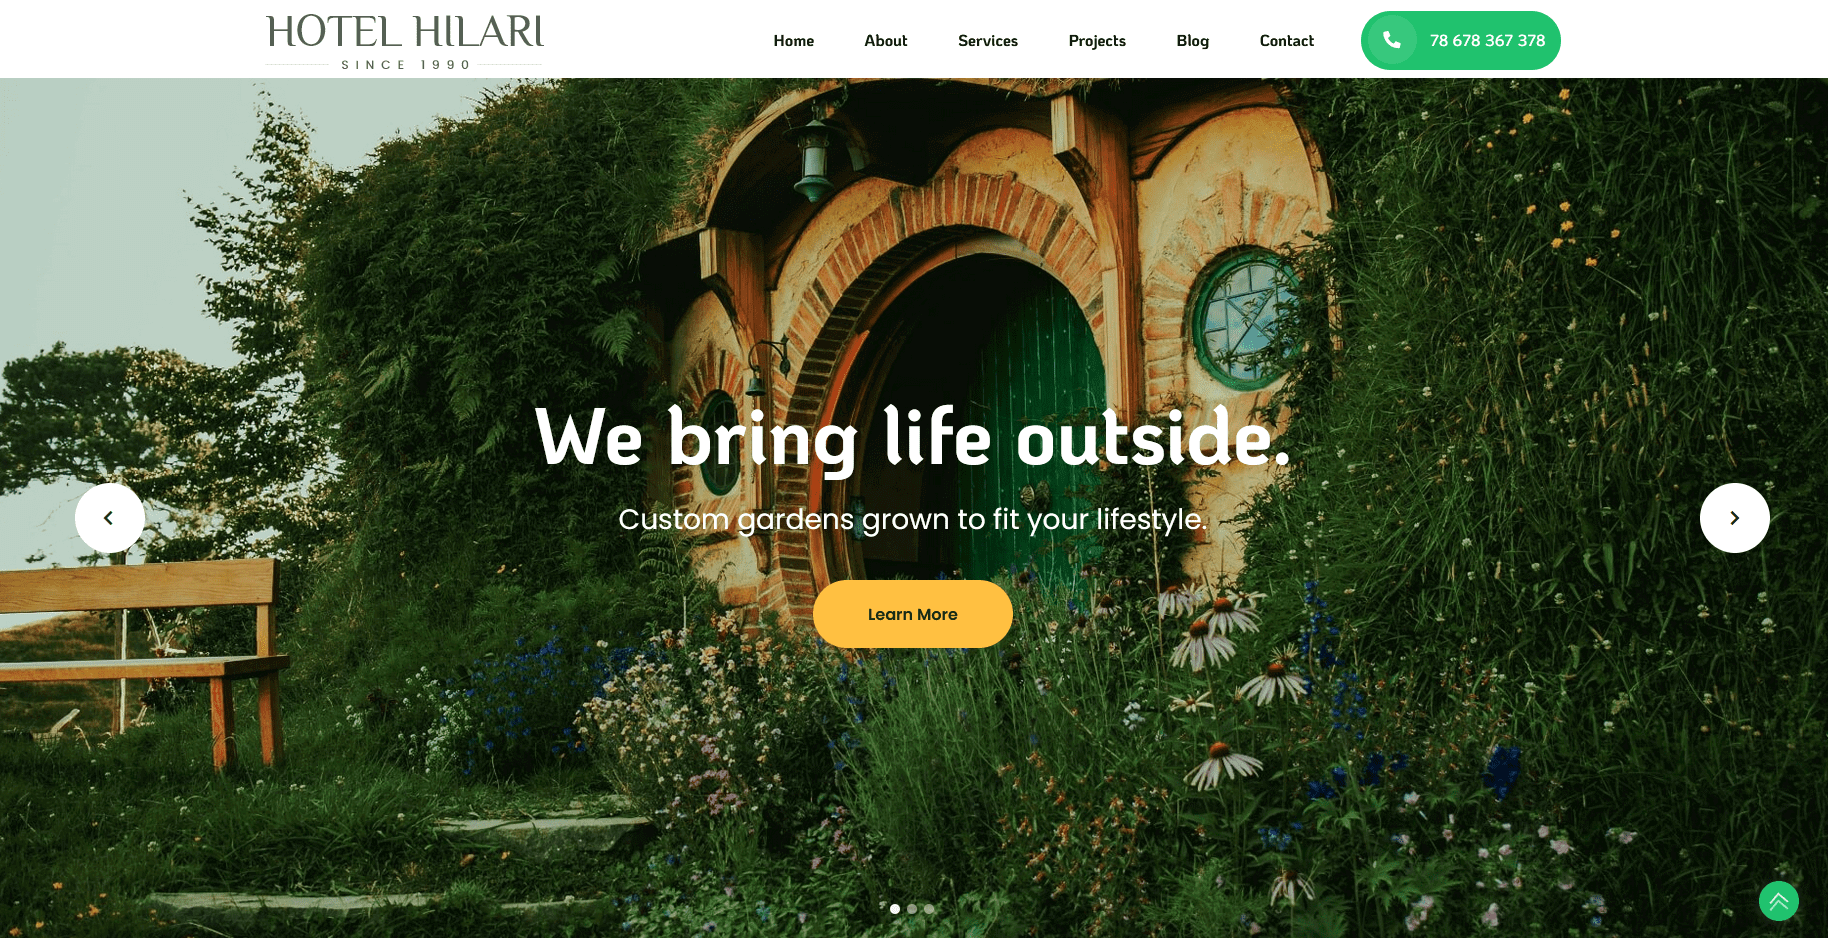 HOTEL HILARI
SINCE 1990
Home About Services Projects Blog Contact 78 678 367 378
We bring life outside.
Custom gardens grown to fit your lifestyle.
Learn More